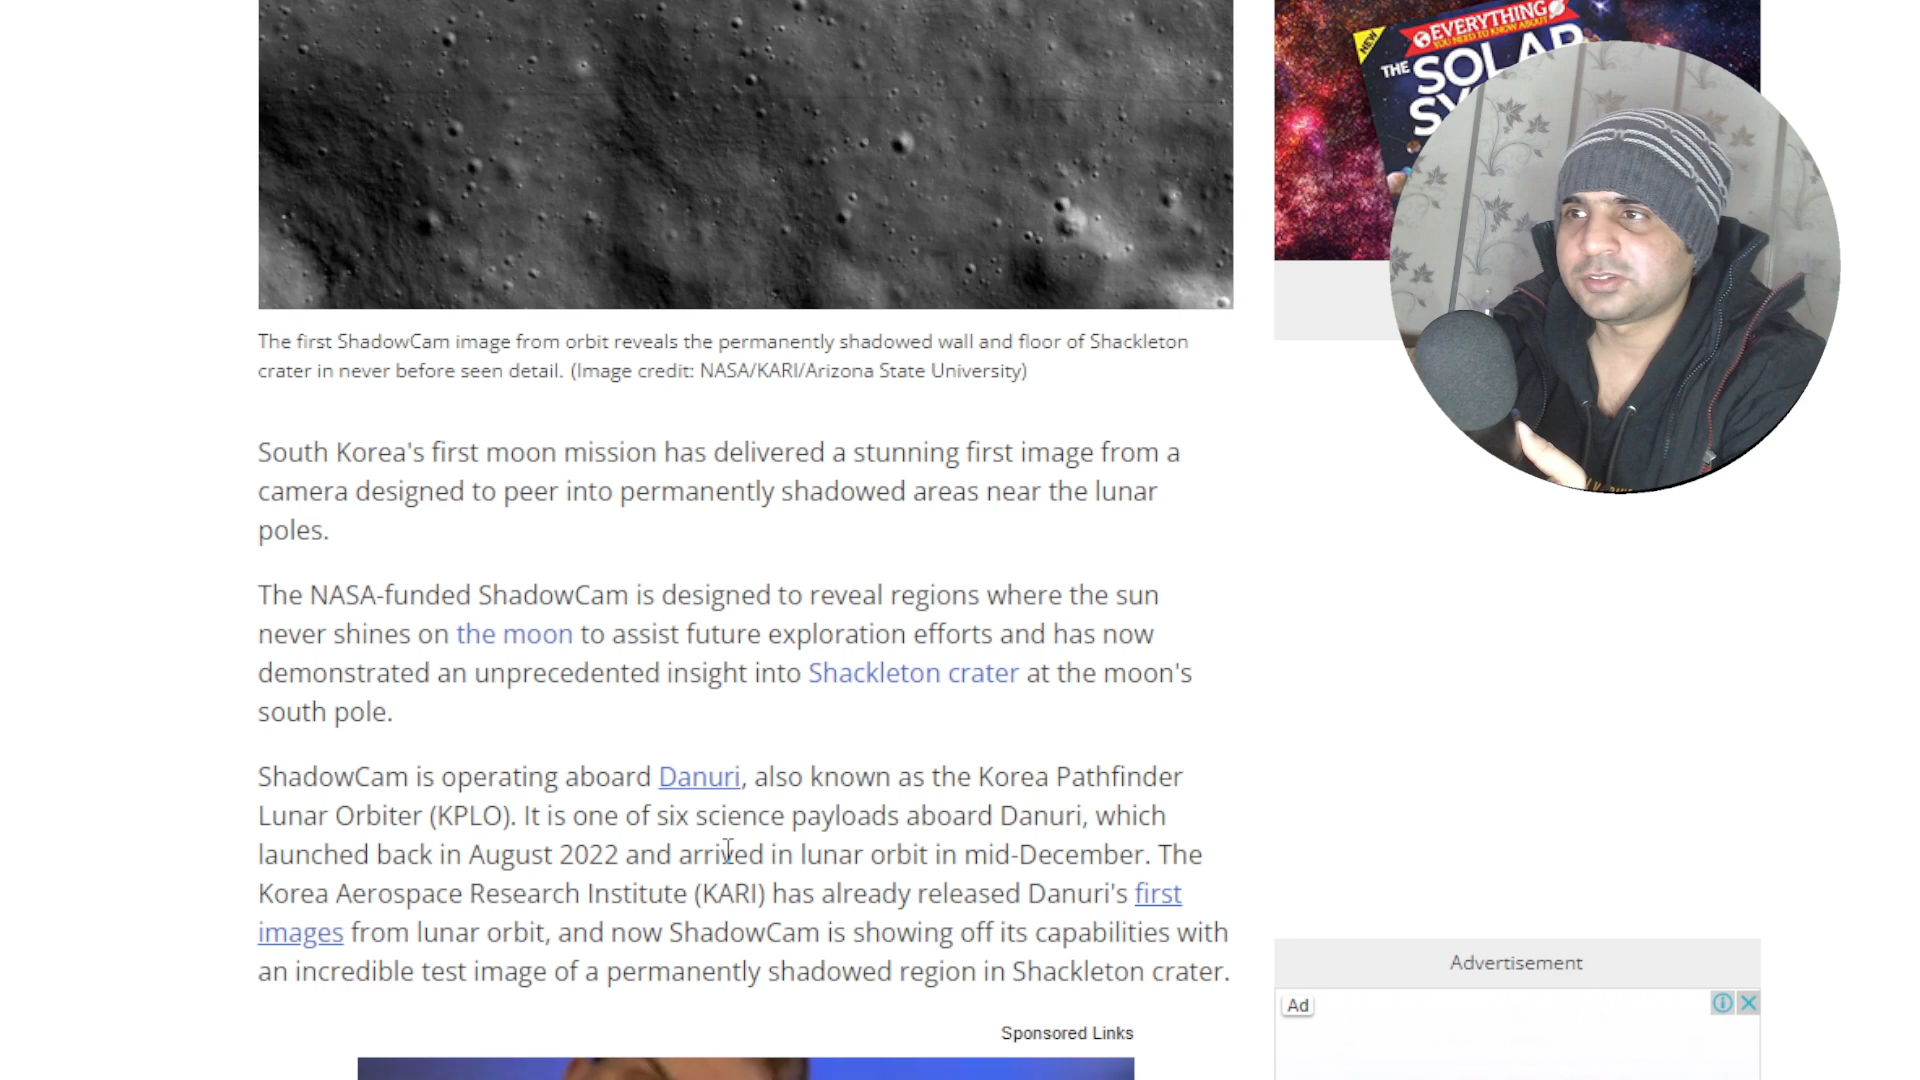 NEW
EVERYTHING
YOU NEED TO KNOW ABOUT
THE SOLAR
The first ShadowCam image from orbit reveals the permanently shadowed wall and floor of Shackleton
crater in never before seen detail. (Image credit: NASA/KARI/Arizona State University)
South Korea's first moon mission has delivered a stunning first image from a
camera designed to peer into permanently shadowed areas near the lunar
poles.
The NASA-funded ShadowCam is designed to reveal regions where the sun
never shines on the moon to assist future exploration efforts and has now
demonstrated an unprecedented insight into Shackleton crater at the moon's
south pole.
ShadowCam is operating aboard Danuri, also known as the Korea Pathfinder
Lunar Orbiter (KPLO). It is one of six science payloads aboard Danuri, which
launched back in August 2022 and arrived in lunar orbit in mid-December. The
Korea Aerospace Research Institute (KARI) has already released Danuri's first
images from lunar orbit, and now ShadowCam is showing off its capabilities with
an incredible test image of a permanently shadowed region in Shackleton crater.
Sponsored Links
Advertisement
Ad